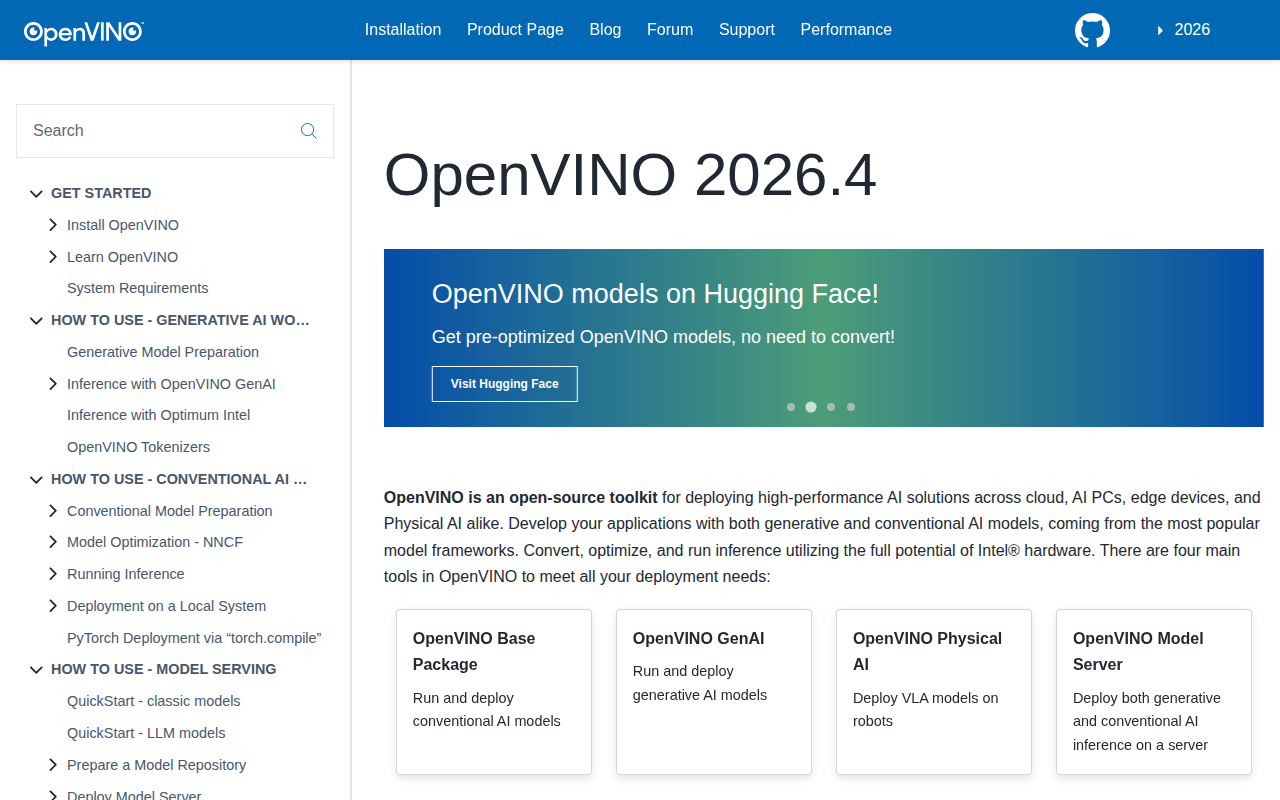 OpenVINO™
Installation
Product Page
Blog
Forum
Support
Performance
2026
Search
GET STARTED
Install OpenVINO
Learn OpenVINO
System Requirements
HOW TO USE - GENERATIVE AI WO…
Generative Model Preparation
Inference with OpenVINO GenAI
Inference with Optimum Intel
OpenVINO Tokenizers
HOW TO USE - CONVENTIONAL AI …
Conventional Model Preparation
Model Optimization - NNCF
Running Inference
Deployment on a Local System
PyTorch Deployment via “torch.compile”
HOW TO USE - MODEL SERVING
QuickStart - classic models
QuickStart - LLM models
Prepare a Model Repository
Deploy Model Server
OpenVINO 2026.4
OpenVINO models on Hugging Face!
Get pre-optimized OpenVINO models, no need to convert!
Visit Hugging Face
OpenVINO is an open-source toolkit for deploying high-performance AI solutions across cloud, AI PCs, edge devices, and
Physical AI alike. Develop your applications with both generative and conventional AI models, coming from the most popular
model frameworks. Convert, optimize, and run inference utilizing the full potential of Intel® hardware. There are four main
tools in OpenVINO to meet all your deployment needs:
OpenVINO Base
Package
Run and deploy
conventional AI models
OpenVINO GenAI
Run and deploy
generative AI models
OpenVINO Physical
AI
Deploy VLA models on
robots
OpenVINO Model
Server
Deploy both generative
and conventional AI
inference on a server